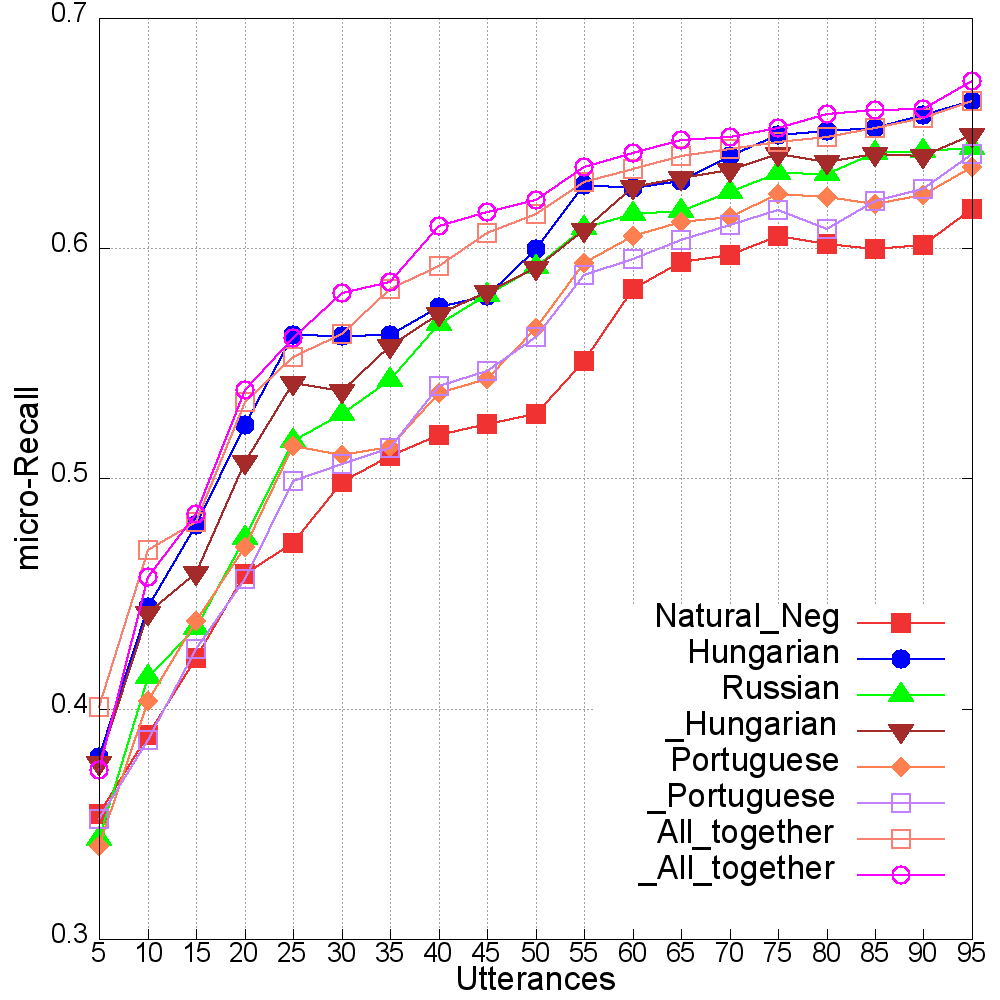 0.7
0.6
0.5
0.4
0.3
micro-Recall
Natural_Neg
Hungarian
Russian
_Hungarian
Portuguese
_Portuguese
All_together
_All_together
5 10 15 20 25 30 35 40 45 50 55 60 65 70 75 80 85 90 95
Utterances